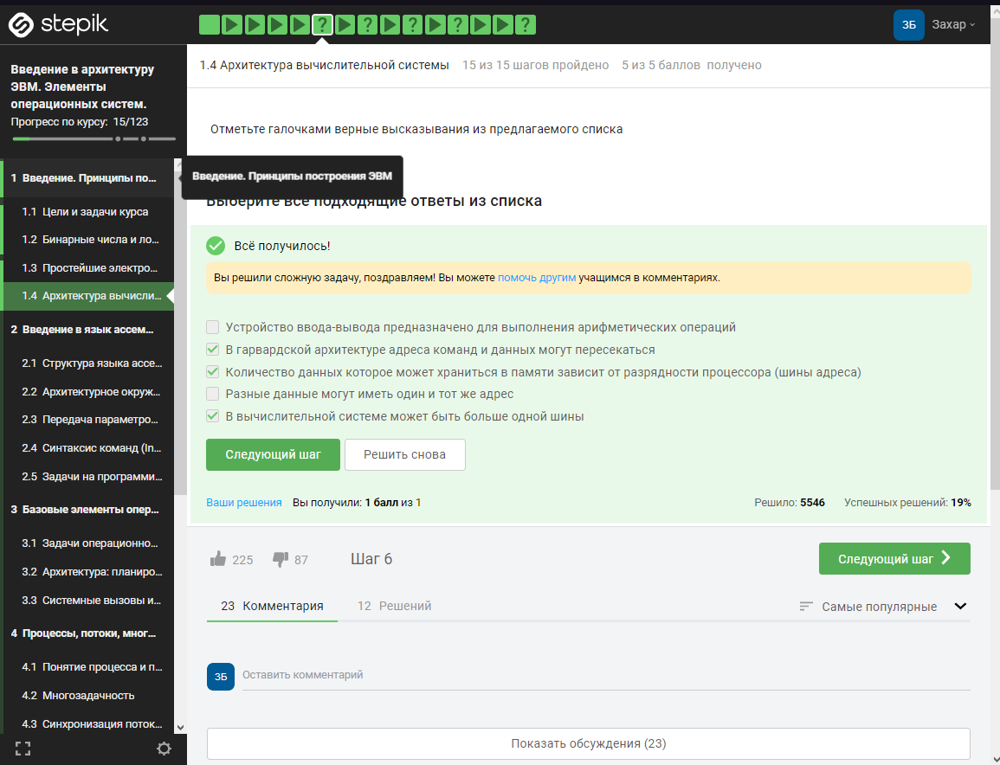 stepik
?
?
?
?
?
ЗБ
Захар
Введение в архитектуру
ЭВМ. Элементы
операционных систем.
Прогресс по курсу: 15/123
1 Введение. Принципы по...
1.1 Цели и задачи курса
1.2 Бинарные числа и ло...
1.3 Простейшие электро...
1.4 Архитектура вычисли...
2 Введение в язык ассем...
2.1 Структура языка ассе...
2.2 Архитектурное окруж...
2.3 Передача параметро...
2.4 Синтаксис команд (In...
2.5 Задачи на программи...
3 Базовые элементы опер...
3.1 Задачи операционно...
3.2 Архитектура: планиро...
3.3 Системные вызовы и...
4 Процессы, потоки, мног...
4.1 Понятие процесса и п...
4.2 Многозадачность
4.3 Синхронизация поток...
1.4 Архитектура вычислительной системы 15 из 15 шагов пройдено 5 из 5 баллов получено
Отметьте галочками верные высказывания из предлагаемого списка
Введение. Принципы построения ЭВМ
Выберите все подходящие ответы из списка
Всё получилось!
Вы решили сложную задачу, поздравляем! Вы можете помочь другим учащимся в комментариях.
Устройство ввода-вывода предназначено для выполнения арифметических операций
В гарвардской архитектуре адреса команд и данных могут пересекаться
Количество данных которое может храниться в памяти зависит от разрядности процессора (шины адреса)
Разные данные могут иметь один и тот же адрес
В вычислительной системе может быть больше одной шины
Следующий шаг Решить снова
Ваши решения Вы получили: 1 балл из 1 Решило: 5546 Успешных решений: 19%
225 87 Шаг 6 Следующий шаг
23 Комментария 12 Решений Самые популярные
ЗБ Оставить комментарий
Показать обсуждения (23)